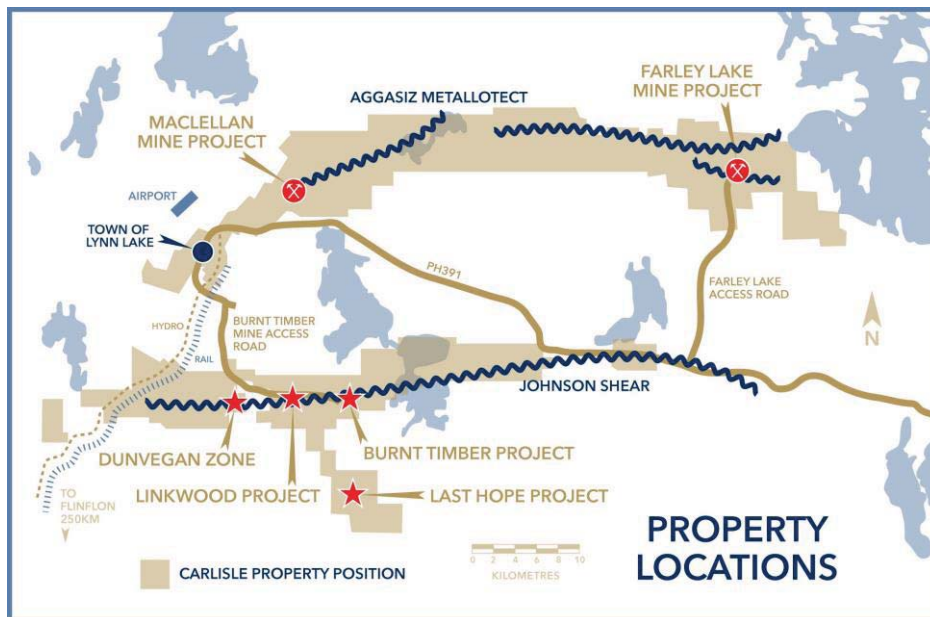 AGGASIZ METALLOTECT
FARLEY LAKE
MINE PROJECT
MACLELLAN
MINE PROJECT
AIRPORT
TOWN OF
LYNN LAKE
PH391
FARLEY LAKE
ACCESS ROAD
HYDRO
BURNT TIMBER
MINE ACCESS
ROAD
N
RAIL
JOHNSON SHEAR
DUNVEGAN ZONE
BURNT TIMBER PROJECT
LINKWOOD PROJECT
LAST HOPE PROJECT
TO
FLINFLON
250KM
PROPERTY
LOCATIONS
0 2 4 6 8 10
KILOMETRES
CARLISLE PROPERTY POSITION